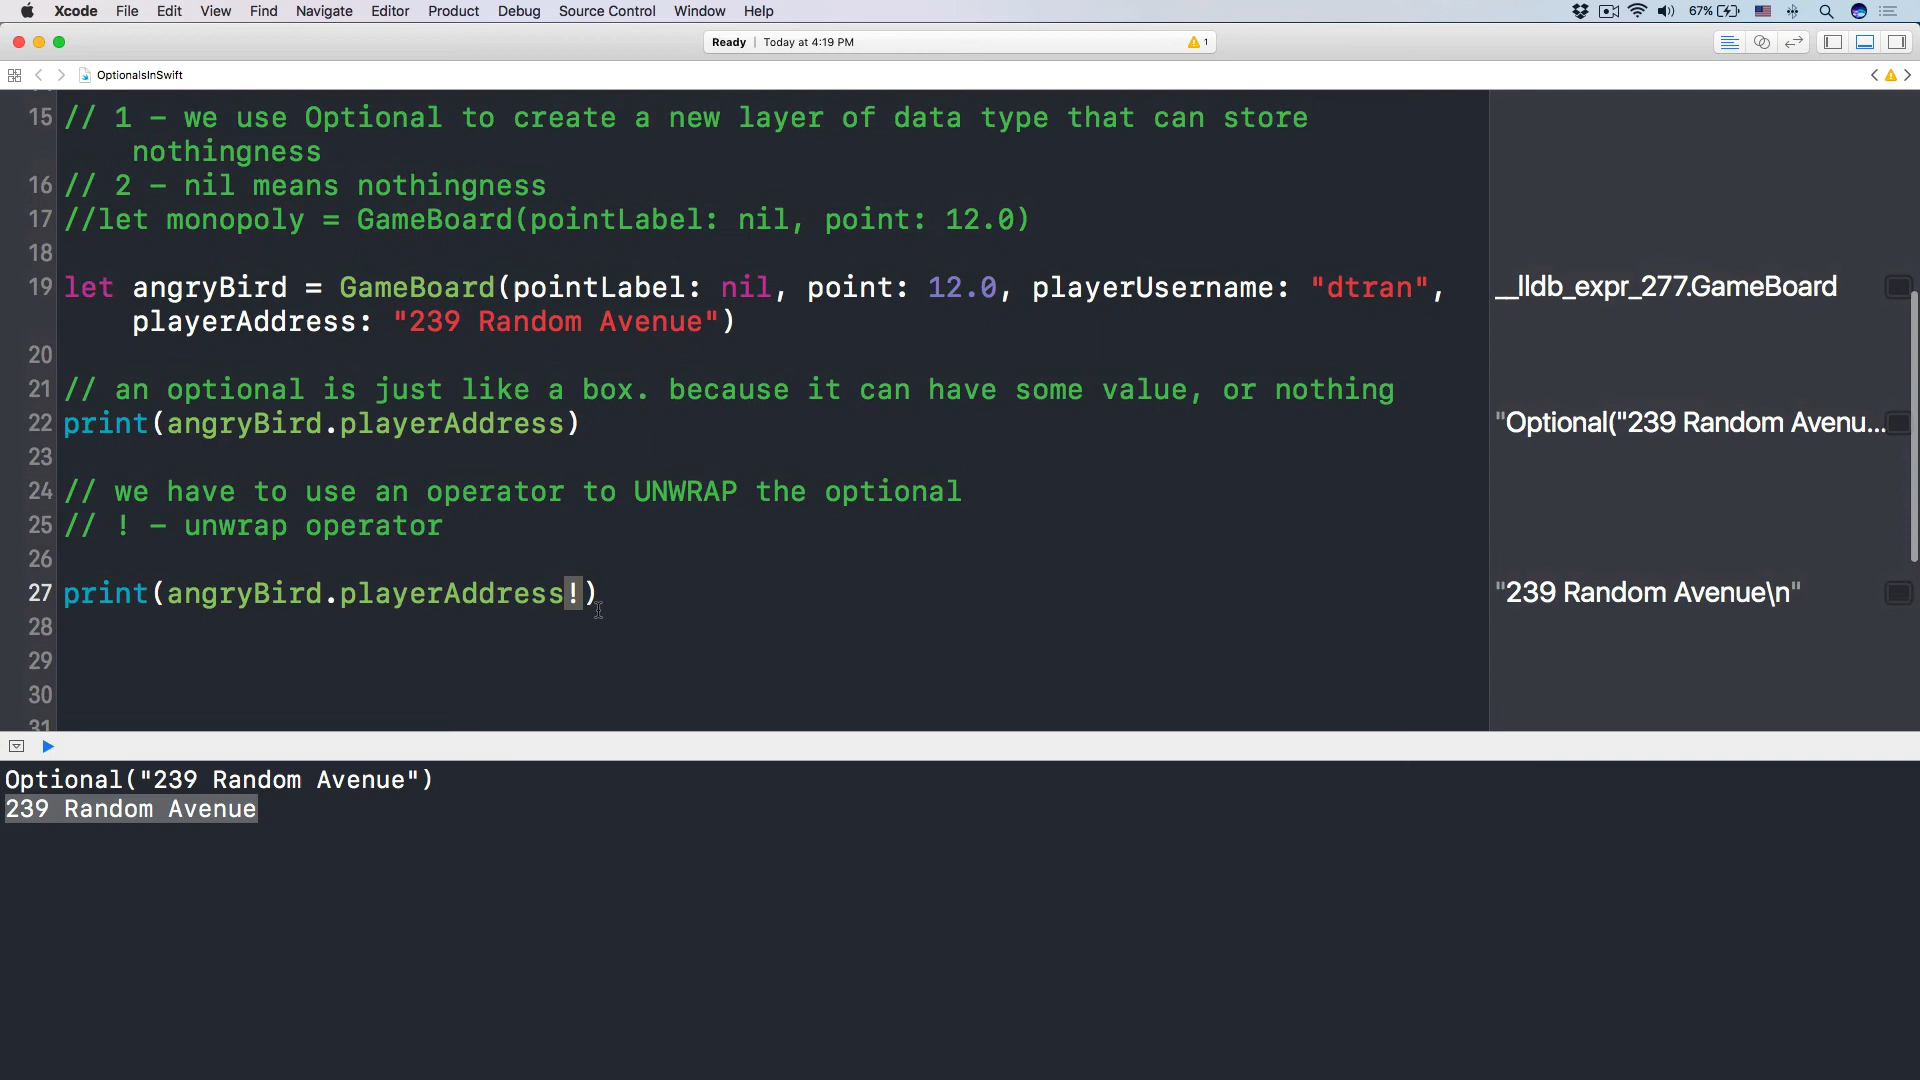 Xcode File Edit View Find Navigate Editor Product Debug Source Control Window Help 67%
Ready | Today at 4:19 PM 1
OptionalsInSwift
15 // 1 – we use Optional to create a new layer of data type that can store
nothingness
16 // 2 – nil means nothingness
17 //let monopoly = GameBoard(pointLabel: nil, point: 12.0)
18
19 let angryBird = GameBoard(pointLabel: nil, point: 12.0, playerUsername: "dtran", __lldb_expr_277.GameBoard
playerAddress: "239 Random Avenue")
20
21 // an optional is just like a box. because it can have some value, or nothing
22 print(angryBird.playerAddress) "Optional("239 Random Avenu...
23
24 // we have to use an operator to UNWRAP the optional
25 // ! – unwrap operator
26
27 print(angryBird.playerAddress!) "239 Random Avenue\n"
28
29
30
31
Optional("239 Random Avenue")
239 Random Avenue